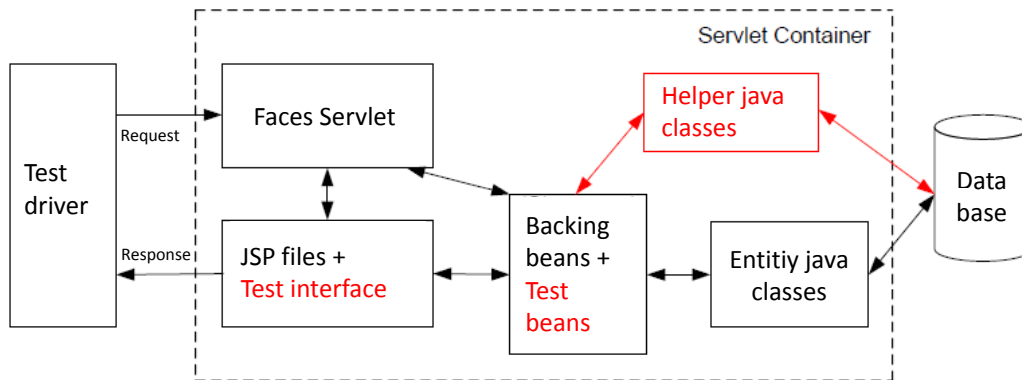 Servlet Container
Test
driver
Request
Response
Faces Servlet
JSP files +
Test interface
Backing
beans +
Test
beans
Helper java
classes
Entitiy java
classes
Data
base